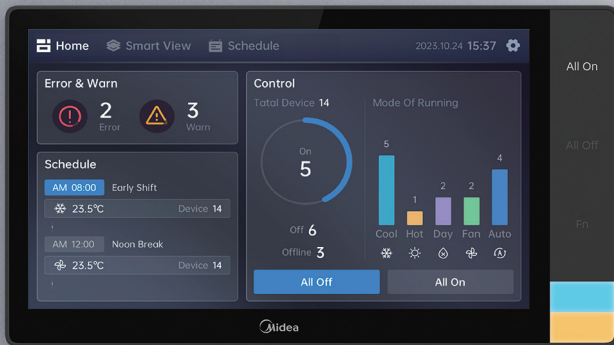 Home
Smart View
Schedule
2023.10.24 15:37
Error & Warn
2
Error
3
Warn
Schedule
AM 08:00 Early Shift
23.5°C Device 14
AM 12:00 Noon Break
23.5°C Device 14
Control
Tatal Device 14
On
5
Off 6
Offline 3
Mode Of Running
5
1
2
2
4
Cool Hot Day Fan Auto
A
All Off
All On
Midea
All On
All Off
Fn